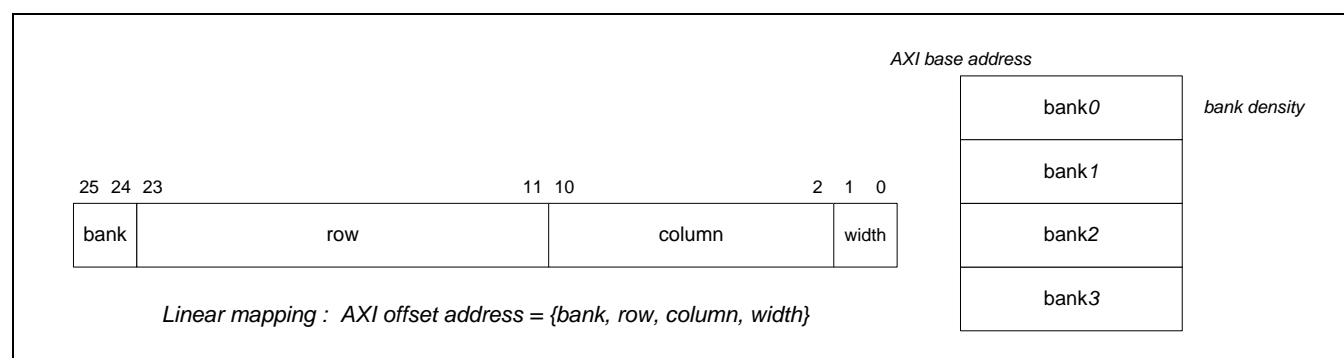 AXI base address
bank0 bank density
bank1
25 24 23 11 10 2 1 0
bank row column width
bank2
bank3
Linear mapping : AXI offset address = {bank, row, column, width}